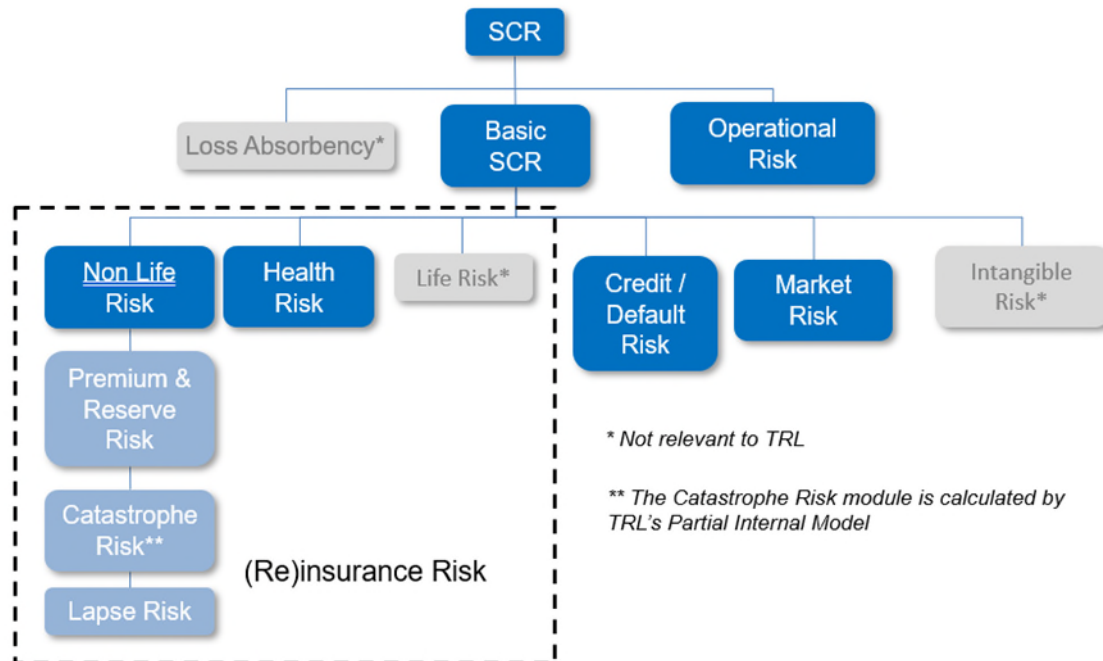 SCR
Loss Absorbency*
Basic
SCR
Operational
Risk
Non Life
Risk
Health
Risk
Life Risk*
Credit /
Default
Risk
Market
Risk
Intangible
Risk*
Premium &
Reserve
Risk
Catastrophe
Risk**
Lapse Risk
(Re)insurance Risk
* Not relevant to TRL
** The Catastrophe Risk module is calculated by
TRL's Partial Internal Model